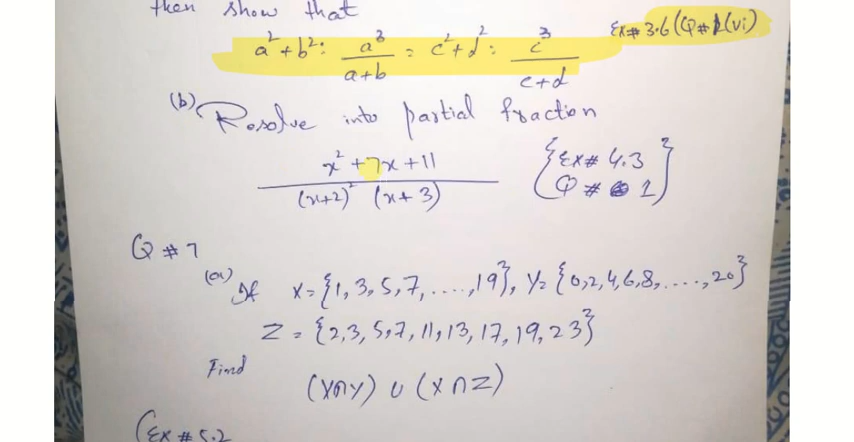 then show that
a² + b² : a³/(a+b) = c² + d² : c³/(c+d) Ex# 3.6 (Q#1(vi)
(b) Resolve into partial fraction
(x² + 7x + 11)/((x+2)² (x+3)) {Ex# 4.3
Q# 1}
Q#7
(a) If X = {1, 3, 5, 7, ...., 19}, Y = {0, 2, 4, 6, 8, ....., 20}
Z = {2, 3, 5, 7, 11, 13, 17, 19, 23}
Find
(X∩Y) ∪ (X∩Z)
(Ex # 5.2